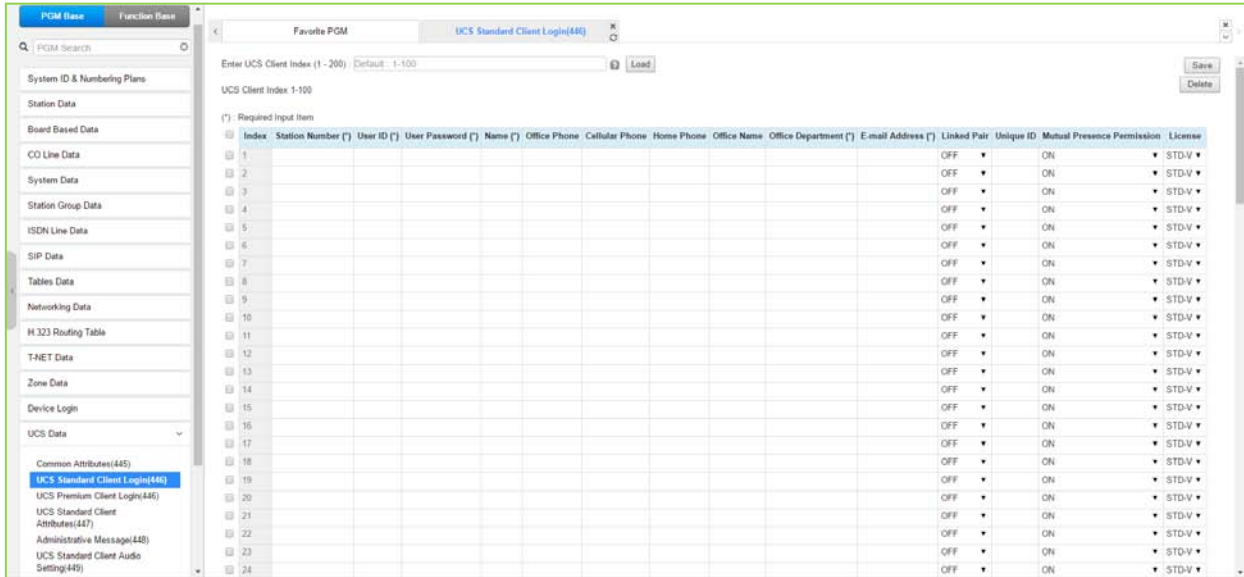 PGM Base Function Base
PGM Search
System ID & Numbering Plans
Station Data
Board Based Data
CO Line Data
System Data
Station Group Data
ISDN Line Data
SIP Data
Tables Data
Networking Data
H.323 Routing Table
T-NET Data
Zone Data
Device Login
UCS Data
Common Attributes(445)
UCS Standard Client Login(446)
UCS Premium Client Login(446)
UCS Standard Client
Attributes(447)
Administrative Message(448)
UCS Standard Client Audio
Setting(449)
Favorite PGM UCS Standard Client Login(446)
Enter UCS Client Index (1 - 200) : Default : 1-100 Load
Save
Delete
UCS Client Index 1-100
(*) : Required Input Item
Index Station Number (*) User ID (*) User Password (*) Name (*) Office Phone Cellular Phone Home Phone Office Name Office Department (*) E-mail Address (*) Linked Pair Unique ID Mutual Presence Permission License
1 OFF ON STD-V
2 OFF ON STD-V
3 OFF ON STD-V
4 OFF ON STD-V
5 OFF ON STD-V
6 OFF ON STD-V
7 OFF ON STD-V
8 OFF ON STD-V
9 OFF ON STD-V
10 OFF ON STD-V
11 OFF ON STD-V
12 OFF ON STD-V
13 OFF ON STD-V
14 OFF ON STD-V
15 OFF ON STD-V
16 OFF ON STD-V
17 OFF ON STD-V
18 OFF ON STD-V
19 OFF ON STD-V
20 OFF ON STD-V
21 OFF ON STD-V
22 OFF ON STD-V
23 OFF ON STD-V
24 OFF ON STD-V